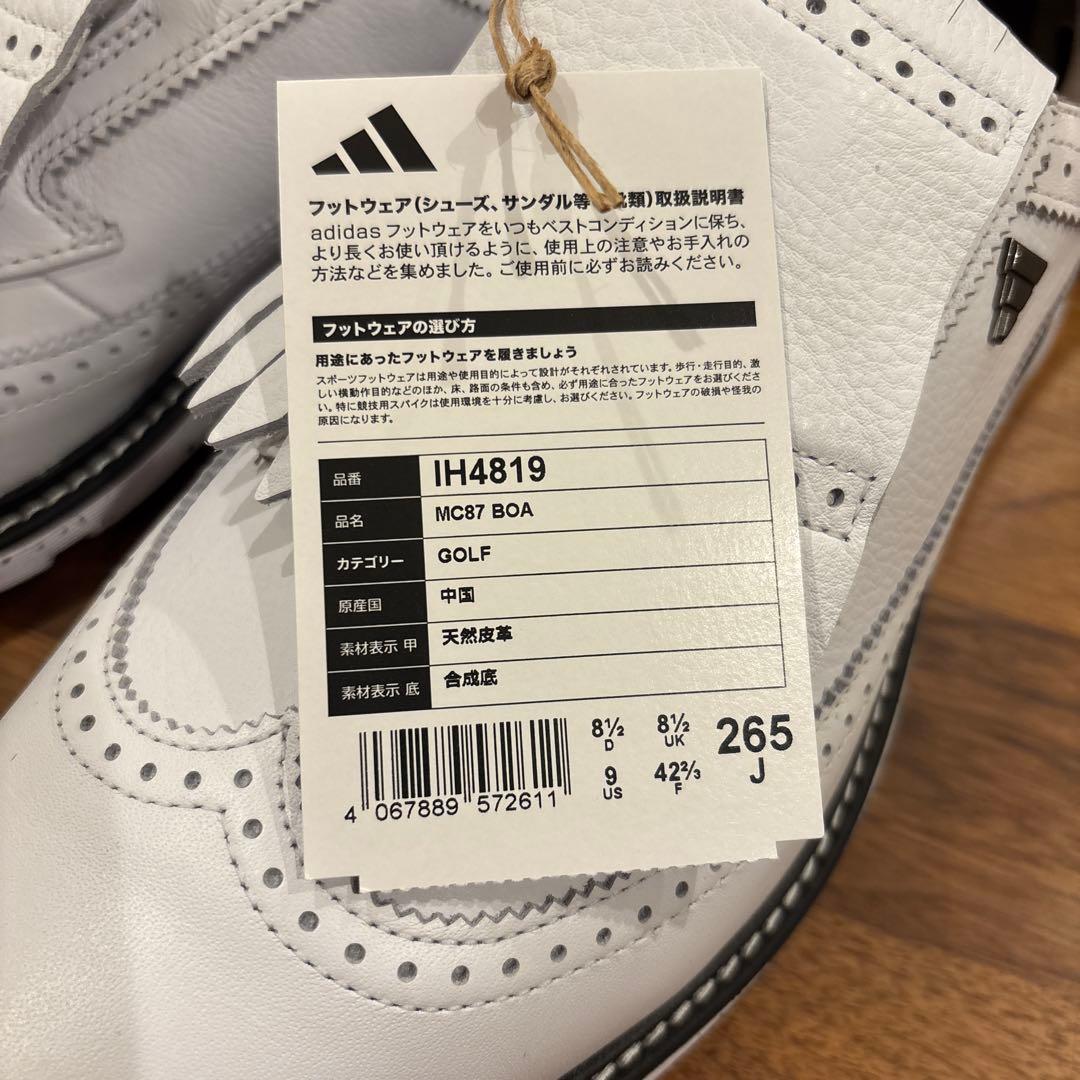 フットウェア(シューズ、サンダル等 靴類)取扱説明書
adidas フットウェアをいつもベストコンディションに保ち、
より長くお使い頂けるように、使用上の注意やお手入れの
方法などを集めました。ご使用前に必ずお読みください。
フットウェアの選び方
用途にあったフットウェアを履きましょう
スポーツフットウェアは用途や使用目的によって設計がそれぞれされています。歩行・走行目的、激
しい横動作目的などのほか、床、路面の条件も含め、必ず用途に合ったフットウェアをお選びくださ
い。特に競技用スパイクは使用環境を十分に考慮し、お選びください。フットウェアの破損や怪我の
原因になります。
品番 IH4819
品名 MC87 BOA
カテゴリー GOLF
原産国 中国
素材表示 甲 天然皮革
素材表示 底 合成底
8½ 8½ 265
D UK J
9 42⅔
US F
4 067889 572611